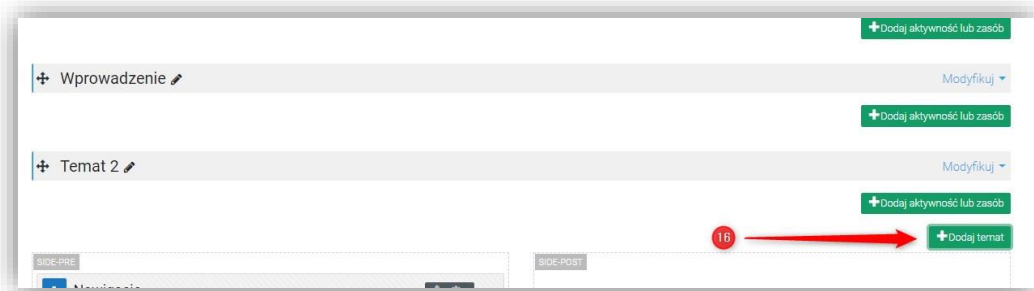 +Dodaj aktywność lub zasób
Wprowadzenie
Modyfikuj
+Dodaj aktywność lub zasób
Temat 2
Modyfikuj
+Dodaj aktywność lub zasób
16
+Dodaj temat
SIDE-PRE
SIDE-POST
Nawigacja